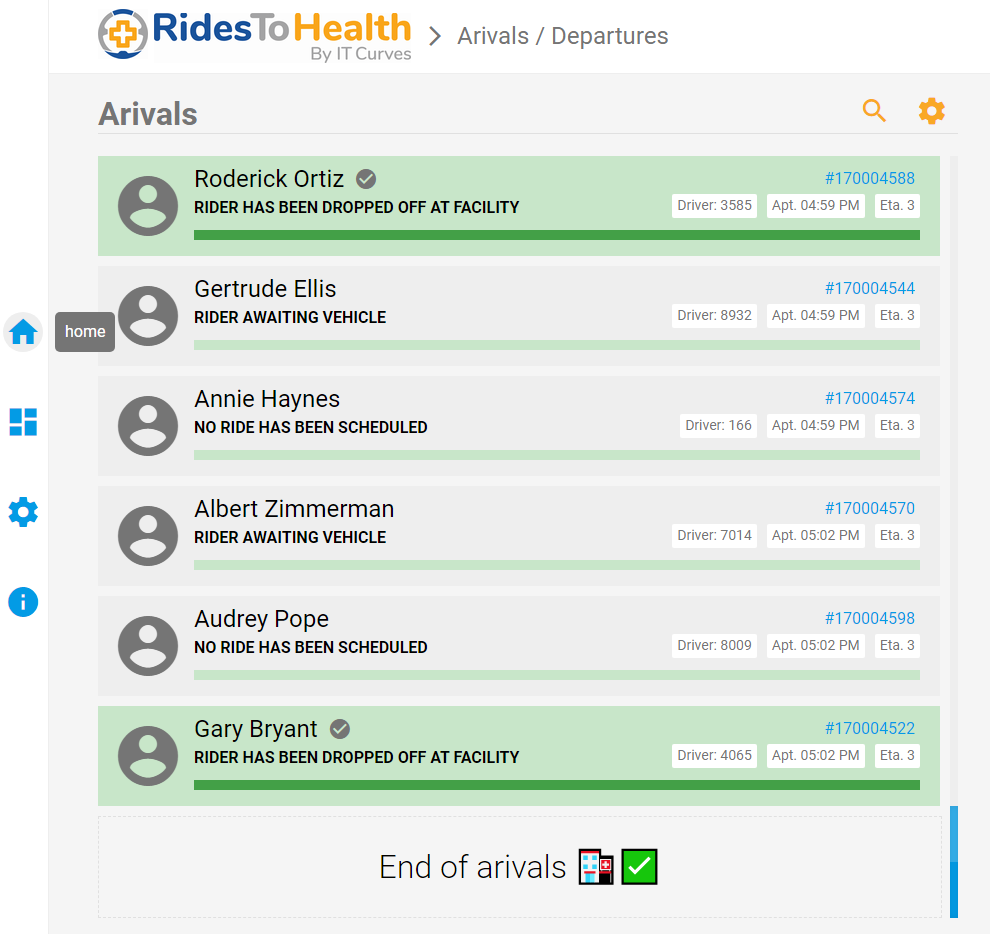 RidesToHealth
By IT Curves
Arivals / Departures
Arivals
Roderick Ortiz
#170004588
RIDER HAS BEEN DROPPED OFF AT FACILITY
Driver: 3585 Apt. 04:59 PM Eta. 3
Gertrude Ellis
#170004544
RIDER AWAITING VEHICLE
Driver: 8932 Apt. 04:59 PM Eta. 3
home
Annie Haynes
#170004574
NO RIDE HAS BEEN SCHEDULED
Driver: 166 Apt. 04:59 PM Eta. 3
Albert Zimmerman
#170004570
RIDER AWAITING VEHICLE
Driver: 7014 Apt. 05:02 PM Eta. 3
Audrey Pope
#170004598
NO RIDE HAS BEEN SCHEDULED
Driver: 8009 Apt. 05:02 PM Eta. 3
Gary Bryant
#170004522
RIDER HAS BEEN DROPPED OFF AT FACILITY
Driver: 4065 Apt. 05:02 PM Eta. 3
End of arivals